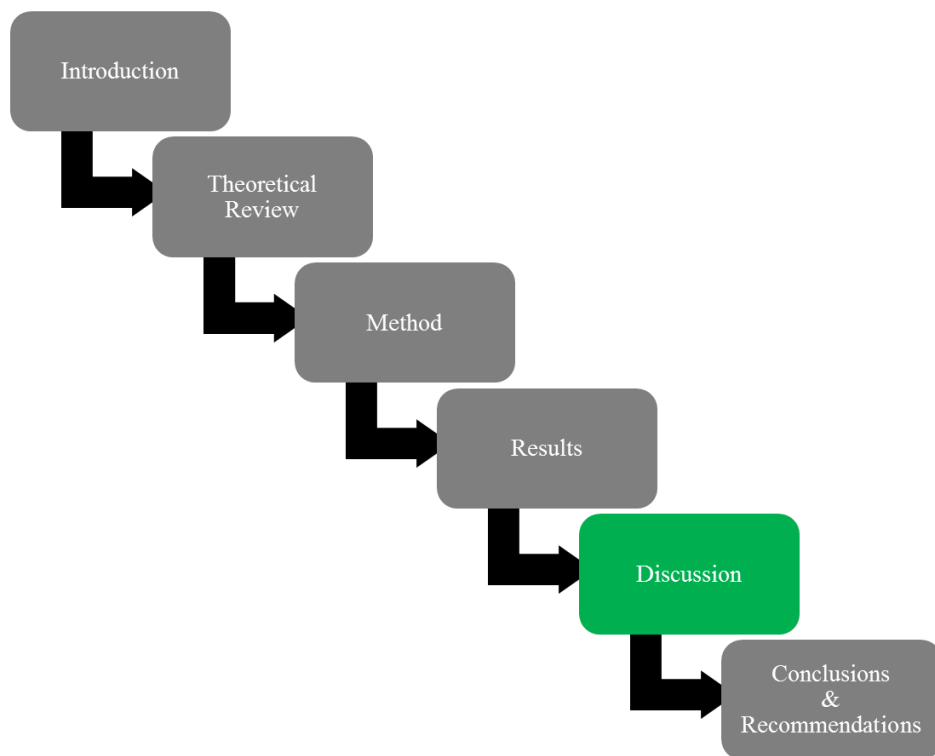 Introduction
Theoretical
Review
Method
Results
Discussion
Conclusions
&
Recommendations